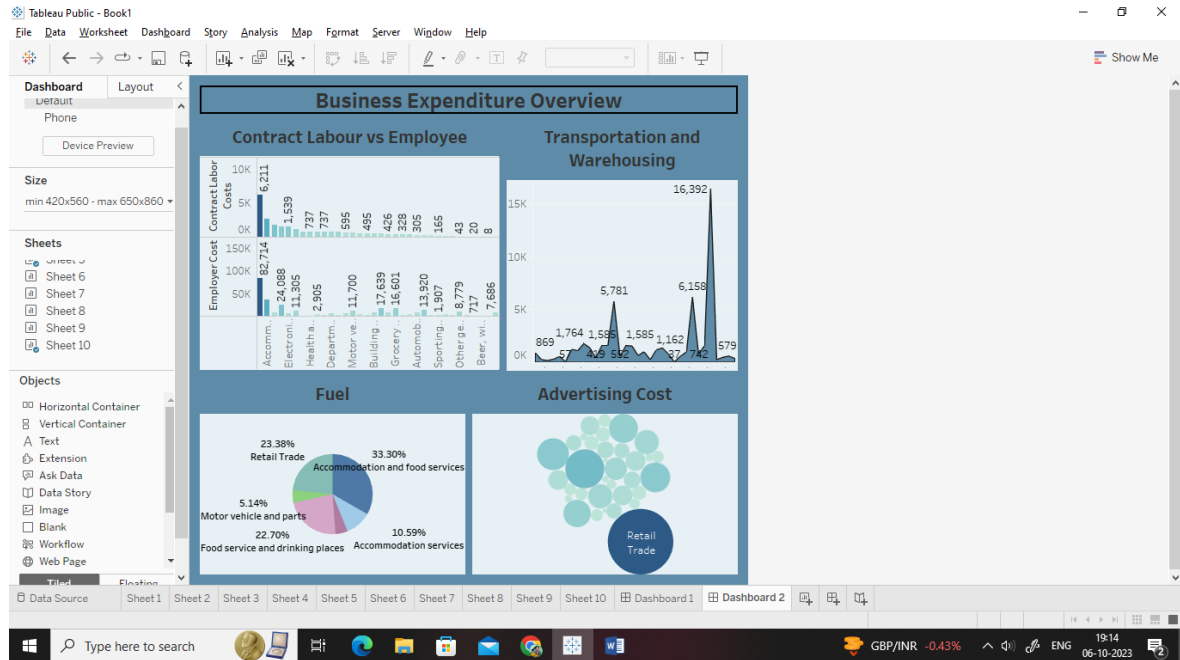 Tableau Public - Book1
File Data Worksheet Dashboard Story Analysis Map Format Server Window Help
Show Me
Dashboard Layout
Default
Phone
Device Preview
Size
min 420x560 - max 650x860
Sheets
Sheet 6
Sheet 7
Sheet 8
Sheet 9
Sheet 10
Objects
Horizontal Container
Vertical Container
Text
Extension
Ask Data
Data Story
Image
Blank
Workflow
Web Page
Tiled Floating
Business Expenditure Overview
Contract Labour vs Employee
Contract Labor
Costs
10K
5K
0K
6,211
1,539
737
737
595
495
426
328
305
165
43
20
8
Employer Cost
150K
100K
50K
82,714
24,088
11,305
2,905
11,700
17,639
16,601
13,920
1,907
8,779
717
7,686
Accomm..
Electroni..
Health a..
Departm..
Motor ve..
Building ..
Grocery ..
Automob..
Sporting..
Other ge..
Beer, wi..
Transportation and
Warehousing
15K
10K
5K
0K
16,392
5,781
6,158
1,764
1,585
1,585
1,162
869
57
419
552
37
742
579
Fuel
23.38%
Retail Trade
33.30%
Accommodation and food services
5.14%
Motor vehicle and parts
22.70%
Food service and drinking places
10.59%
Accommodation services
Advertising Cost
Retail
Trade
Data Source Sheet 1 Sheet 2 Sheet 3 Sheet 4 Sheet 5 Sheet 6 Sheet 7 Sheet 8 Sheet 9 Sheet 10 Dashboard 1 Dashboard 2
Type here to search
GBP/INR -0.43%
ENG
19:14
06-10-2023
2